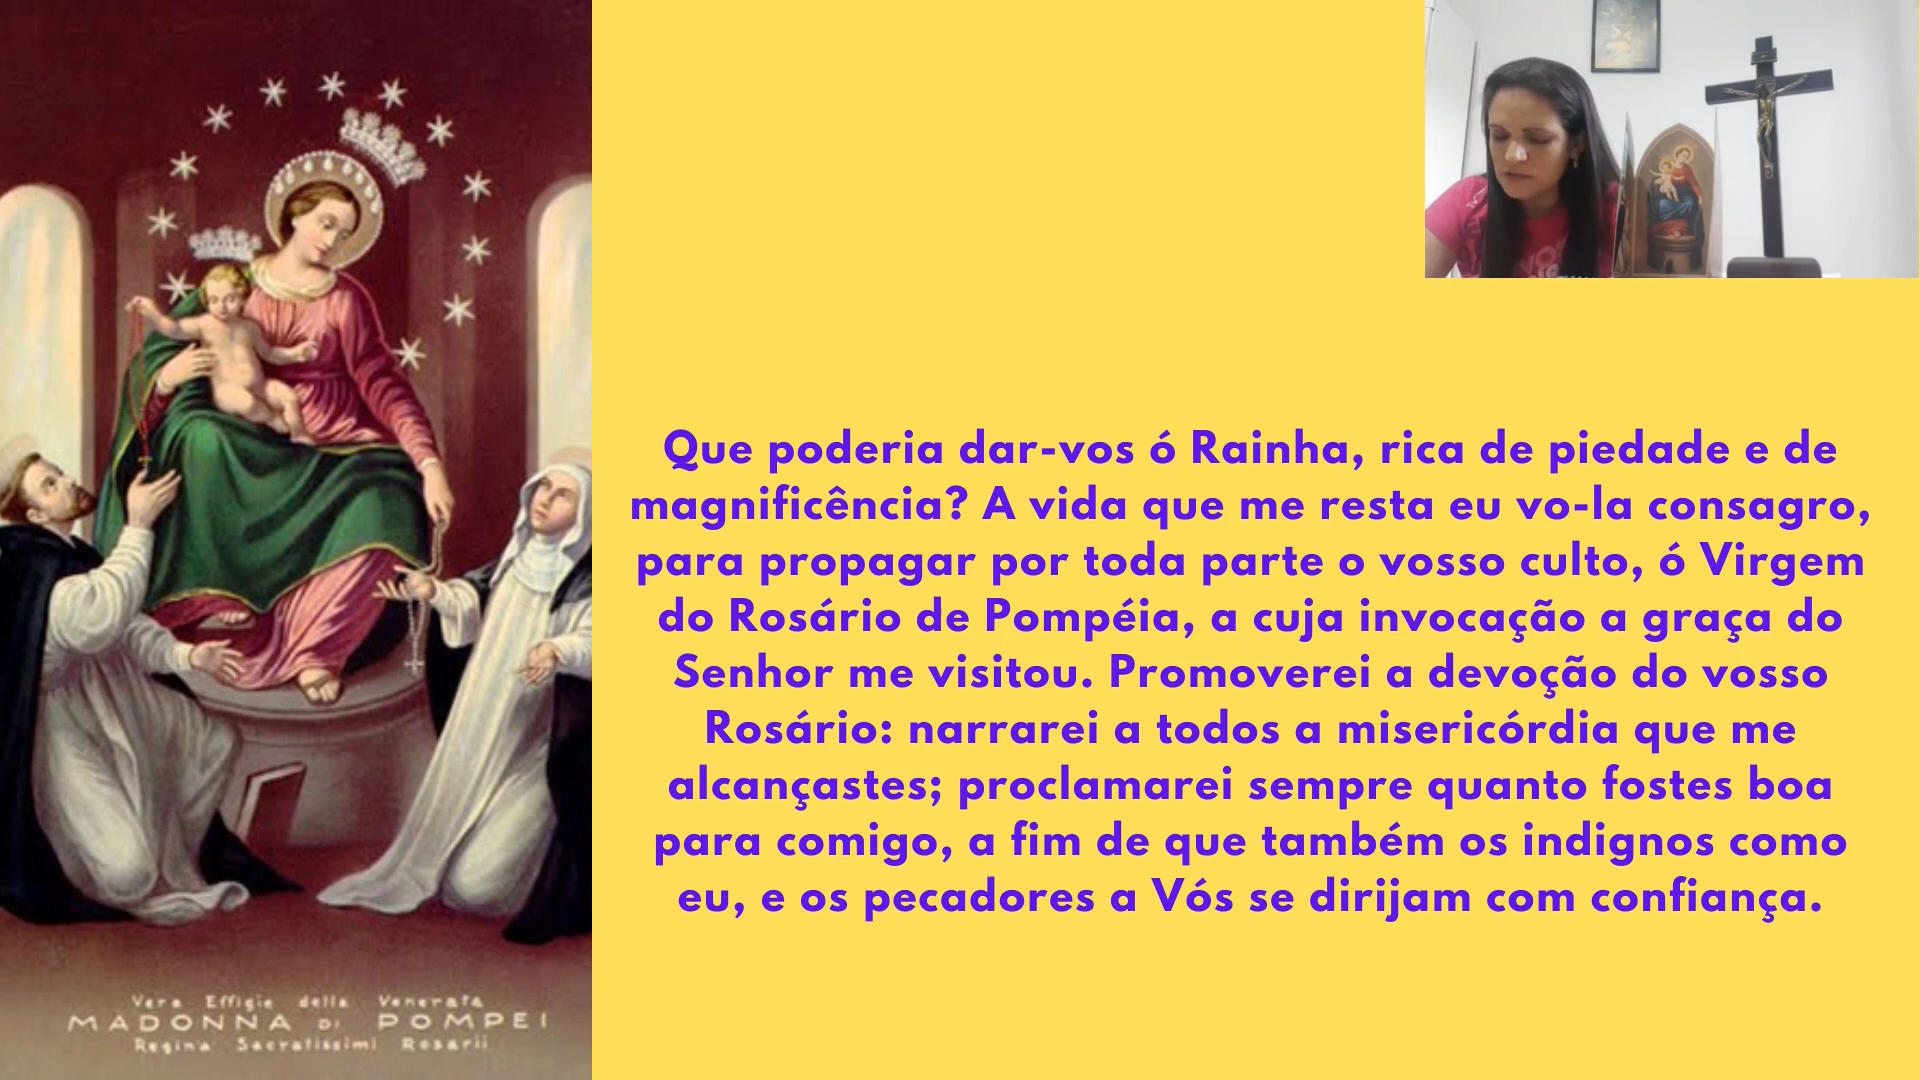 Que poderia dar-vos ó Rainha, rica de piedade e de
magnificência? A vida que me resta eu vo-la consagro,
para propagar por toda parte o vosso culto, ó Virgem
do Rosário de Pompéia, a cuja invocação a graça do
Senhor me visitou. Promoverei a devoção do vosso
Rosário: narrarei a todos a misericórdia que me
alcançastes; proclamarei sempre quanto fostes boa
para comigo, a fim de que também os indignos como
eu, e os pecadores a Vós se dirijam com confiança.
Vera Effigie della Venerata
MADONNA DI POMPEI
Regina Sacratissimi Rosarii